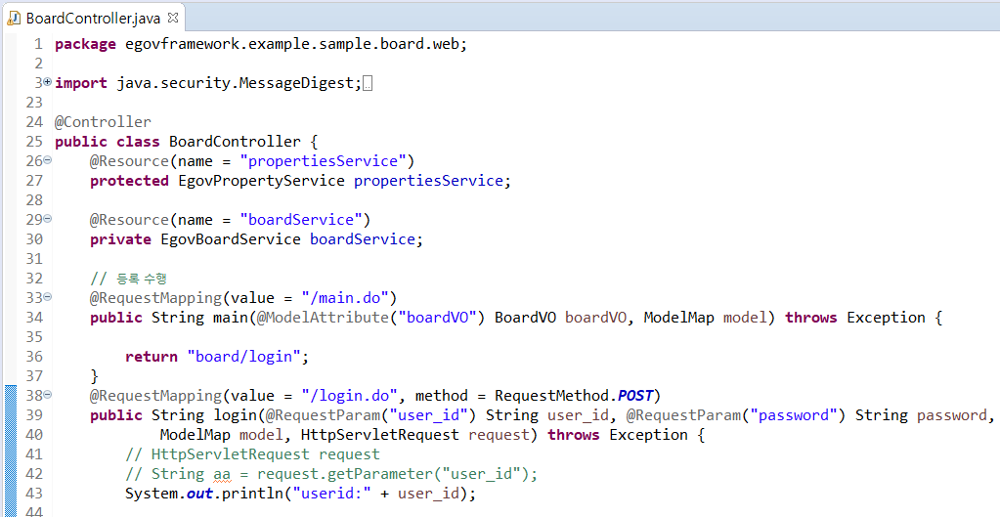 BoardController.java
1 package egovframework.example.sample.board.web;
2
3 import java.security.MessageDigest;
23
24 @Controller
25 public class BoardController {
26 @Resource(name = "propertiesService")
27 protected EgovPropertyService propertiesService;
28
29 @Resource(name = "boardService")
30 private EgovBoardService boardService;
31
32 // 등록 수행
33 @RequestMapping(value = "/main.do")
34 public String main(@ModelAttribute("boardVO") BoardVO boardVO, ModelMap model) throws Exception {
35
36 return "board/login";
37 }
38 @RequestMapping(value = "/login.do", method = RequestMethod.POST)
39 public String login(@RequestParam("user_id") String user_id, @RequestParam("password") String password,
40 ModelMap model, HttpServletRequest request) throws Exception {
41 // HttpServletRequest request
42 // String aa = request.getParameter("user_id");
43 System.out.println("userid:" + user_id);
44